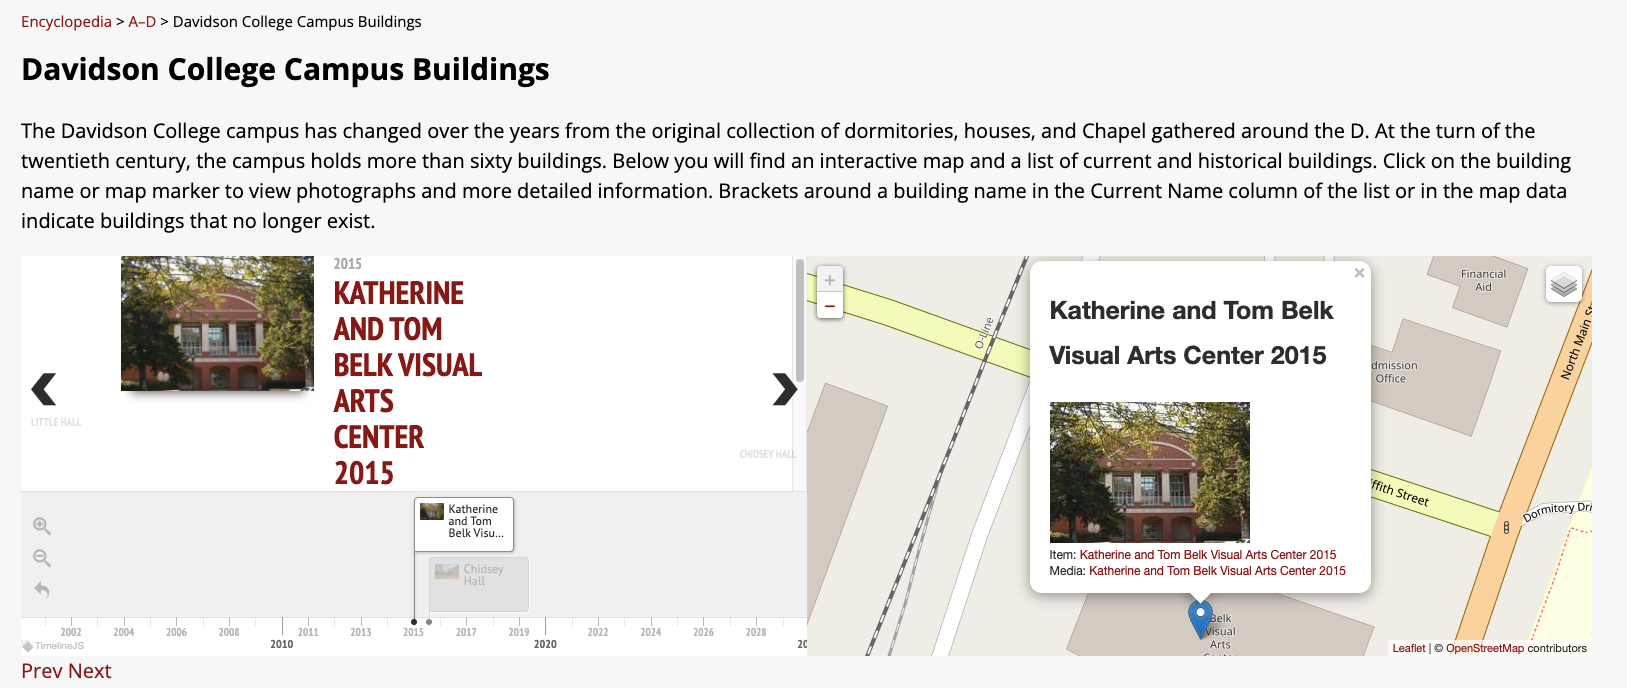 Encyclopedia > A–D > Davidson College Campus Buildings
Davidson College Campus Buildings
The Davidson College campus has changed over the years from the original collection of dormitories, houses, and Chapel gathered around the D. At the turn of the
twentieth century, the campus holds more than sixty buildings. Below you will find an interactive map and a list of current and historical buildings. Click on the building
name or map marker to view photographs and more detailed information. Brackets around a building name in the Current Name column of the list or in the map data
indicate buildings that no longer exist.
2015
KATHERINE
AND TOM
BELK VISUAL
ARTS
CENTER
2015
LITTLE HALL
CHIDSEY HALL
Katherine
and Tom
Belk Visu...
Chidsey
Hall
2002 2004 2006 2008 2011 2013 2015 2017 2019 2022 2024 2026 2028
2010 2020 20
TimelineJS
+
−
O-Line
×
Katherine and Tom Belk
Visual Arts Center 2015
Item: Katherine and Tom Belk Visual Arts Center 2015
Media: Katherine and Tom Belk Visual Arts Center 2015
Financial
Aid
dmission
Office
North Main St
ffith Street
Dormitory Dri
Belk
Visual
Arts
Leaflet | © OpenStreetMap contributors
Prev Next